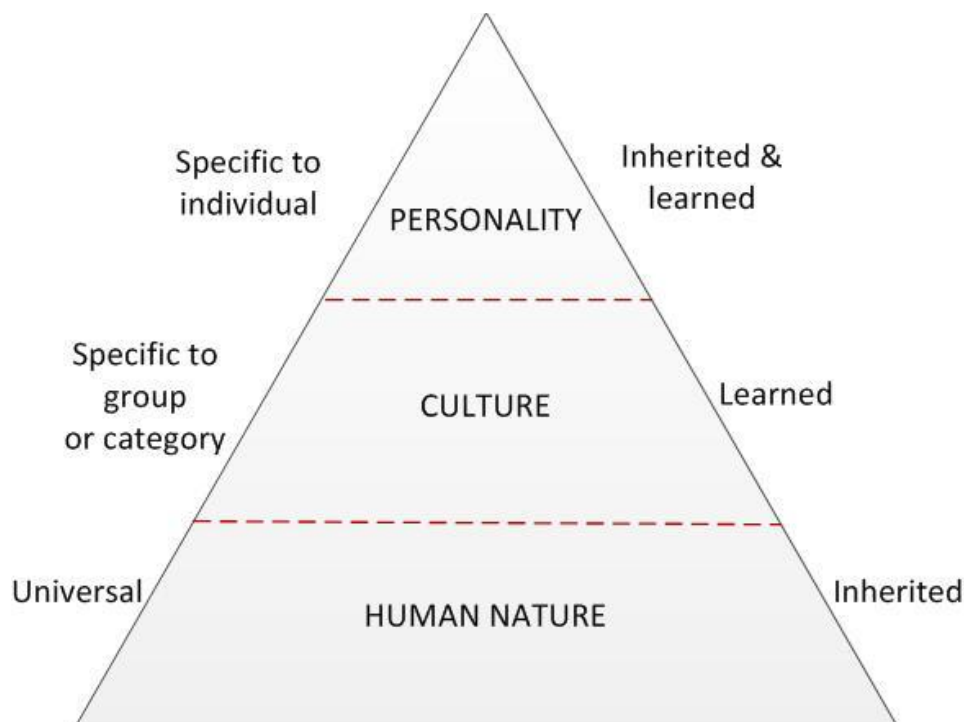 Specific to
individual
Inherited &
learned
PERSONALITY
Specific to
group
or category
CULTURE
Learned
Universal
HUMAN NATURE
Inherited